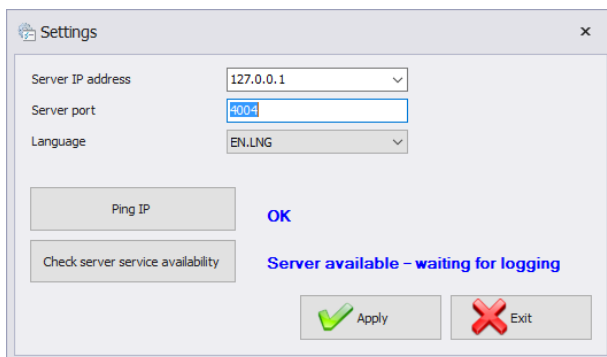 Settings
Server IP address 127.0.0.1
Server port 4004
Language EN.LNG
Ping IP OK
Check server service availability Server available - waiting for logging
Apply Exit